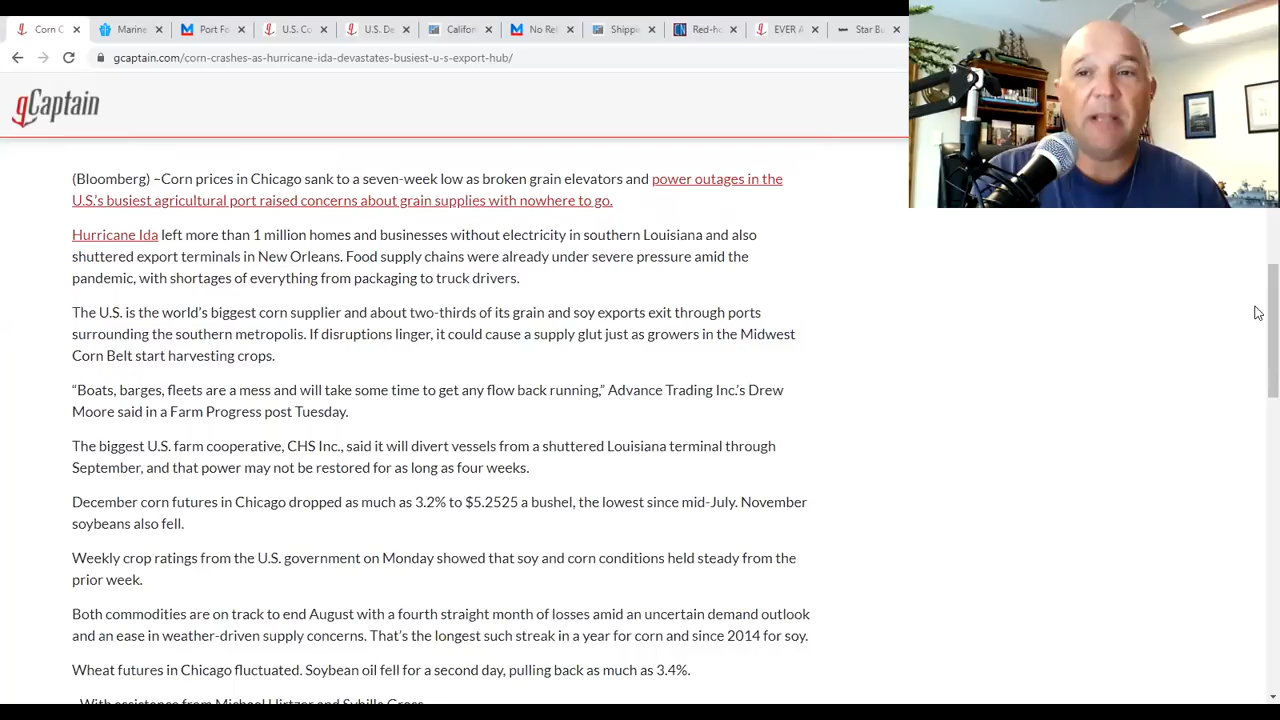 Corn C
Marine
Port Fo
U.S. Co
U.S. De
Californ
No Rel
Shippi
Red-ho
EVER A
Star Bu
gcaptain.com/corn-crashes-as-hurricane-ida-devastates-busiest-u-s-export-hub/
gCaptain
(Bloomberg) –Corn prices in Chicago sank to a seven-week low as broken grain elevators and power outages in the
U.S.'s busiest agricultural port raised concerns about grain supplies with nowhere to go.
Hurricane Ida left more than 1 million homes and businesses without electricity in southern Louisiana and also
shuttered export terminals in New Orleans. Food supply chains were already under severe pressure amid the
pandemic, with shortages of everything from packaging to truck drivers.
The U.S. is the world's biggest corn supplier and about two-thirds of its grain and soy exports exit through ports
surrounding the southern metropolis. If disruptions linger, it could cause a supply glut just as growers in the Midwest
Corn Belt start harvesting crops.
“Boats, barges, fleets are a mess and will take some time to get any flow back running,” Advance Trading Inc.'s Drew
Moore said in a Farm Progress post Tuesday.
The biggest U.S. farm cooperative, CHS Inc., said it will divert vessels from a shuttered Louisiana terminal through
September, and that power may not be restored for as long as four weeks.
December corn futures in Chicago dropped as much as 3.2% to $5.2525 a bushel, the lowest since mid-July. November
soybeans also fell.
Weekly crop ratings from the U.S. government on Monday showed that soy and corn conditions held steady from the
prior week.
Both commodities are on track to end August with a fourth straight month of losses amid an uncertain demand outlook
and an ease in weather-driven supply concerns. That's the longest such streak in a year for corn and since 2014 for soy.
Wheat futures in Chicago fluctuated. Soybean oil fell for a second day, pulling back as much as 3.4%.
–With assistance from Michael Hirtzer and Sybilla Gross.